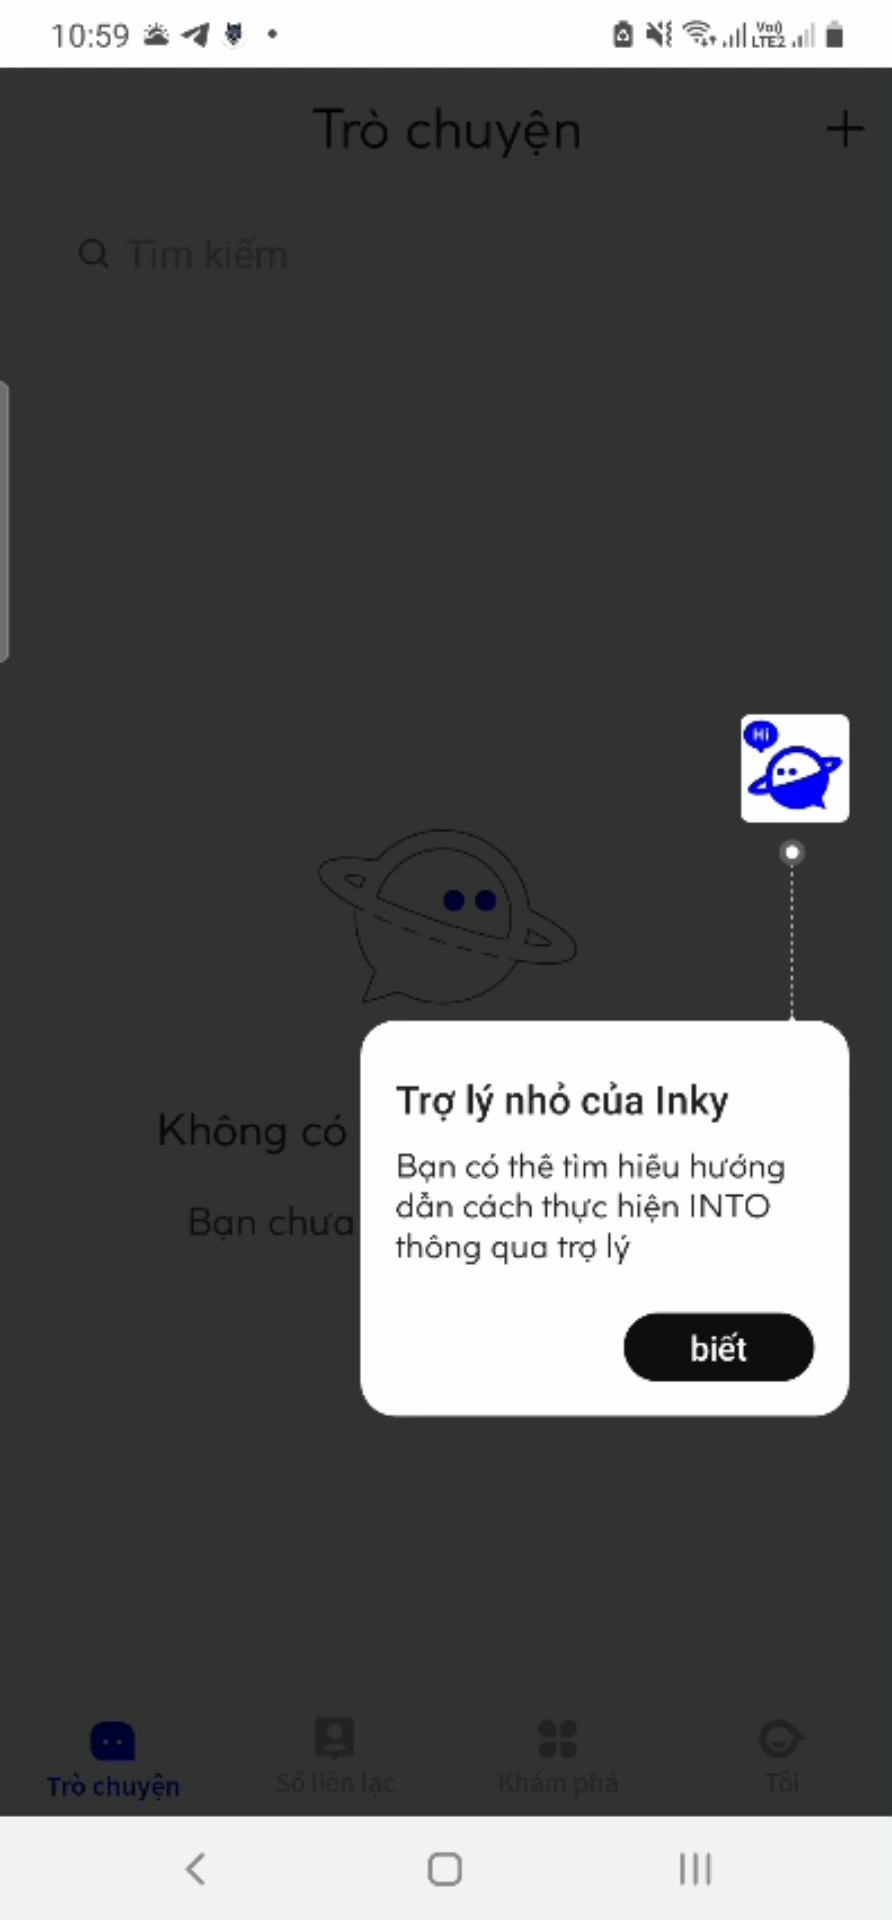 10:59
Vo))
LTE2
Trò chuyện
Tìm kiếm
Hi
Không có
Bạn chưa
Trợ lý nhỏ của Inky
Bạn có thể tìm hiểu hướng
dẫn cách thực hiện INTO
thông qua trợ lý
biết
Trò chuyện
Sổ liên lạc
Khám phá
Tôi